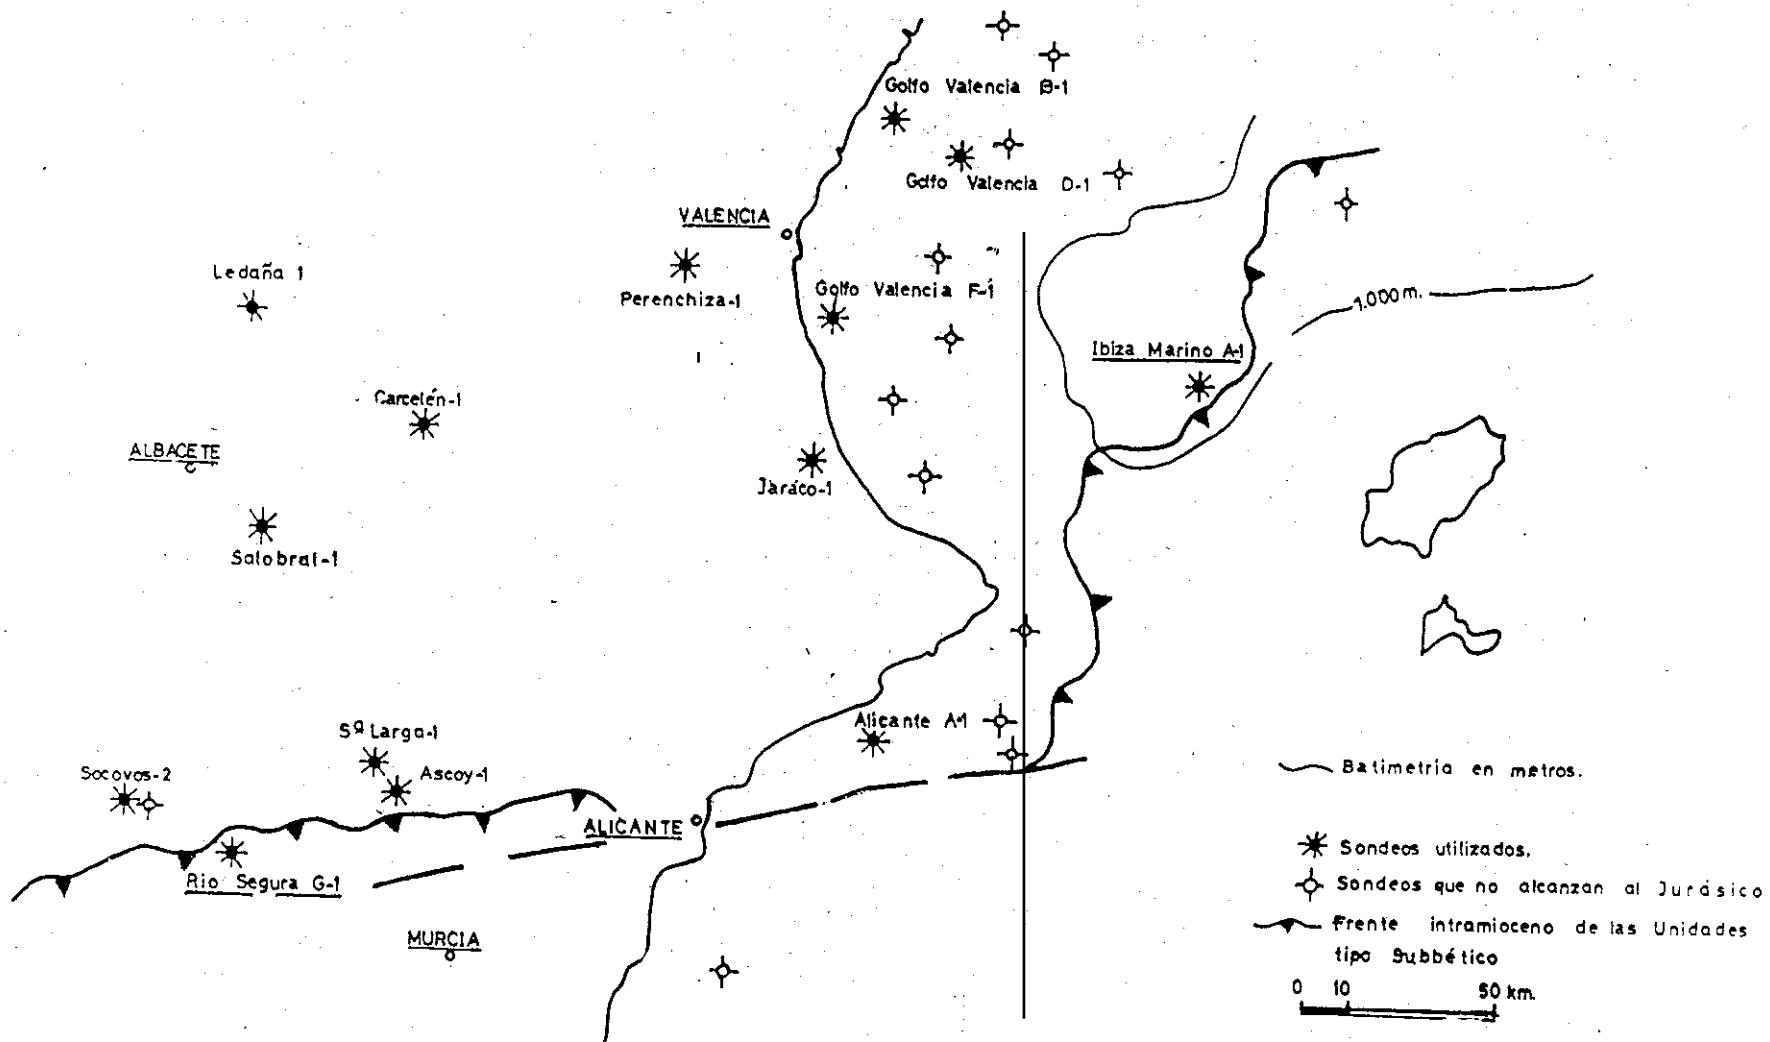 Golfo Valencia B-1
Golfo Valencia D-1
VALENCIA
Ledaña 1
Perenchiza-1
Golfo Valencia F-1
1.000 m.
Ibiza Marino A-1
Carcelén-1
ALBACETE
Jaráco-1
Salobral-1
Sª Larga-1
Alicante A-1
Socovos-2
Ascoy-1
Batimetría en metros.
ALICANTE
Sondeos utilizados.
Rio Segura G-1
Sondeos que no alcanzan al Jurásico
MURCIA
Frente intramioceno de las Unidades
tipo Subbético
0 10 50 km.